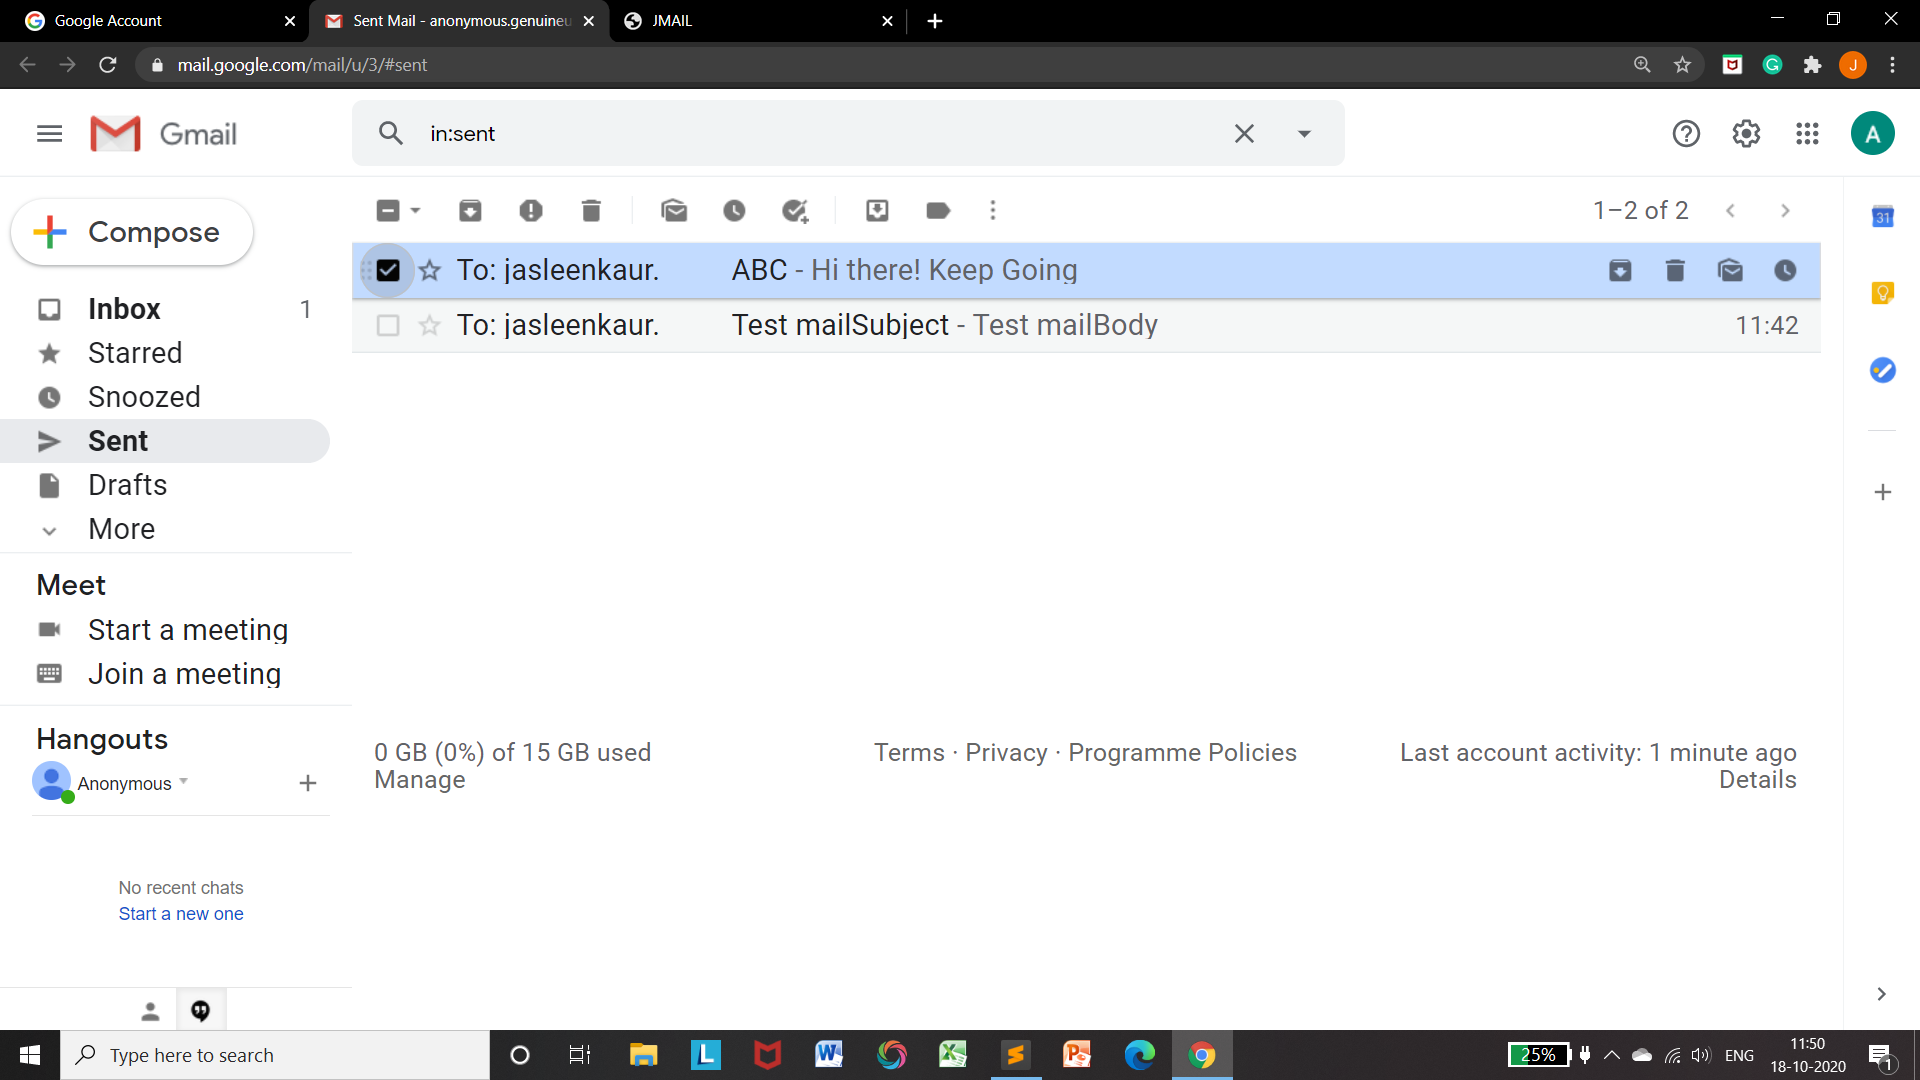 Google Account
Sent Mail - anonymous.genuineu
JMAIL
mail.google.com/mail/u/3/#sent
J
Gmail
in:sent
A
Compose
1–2 of 2
31
To: jasleenkaur. ABC - Hi there! Keep Going
To: jasleenkaur. Test mailSubject - Test mailBody 11:42
Inbox 1
Starred
Snoozed
Sent
Drafts
More
Meet
Start a meeting
Join a meeting
Hangouts
Anonymous
No recent chats
Start a new one
0 GB (0%) of 15 GB used
Manage
Terms · Privacy · Programme Policies
Last account activity: 1 minute ago
Details
Type here to search
25%
ENG
11:50
18-10-2020
1